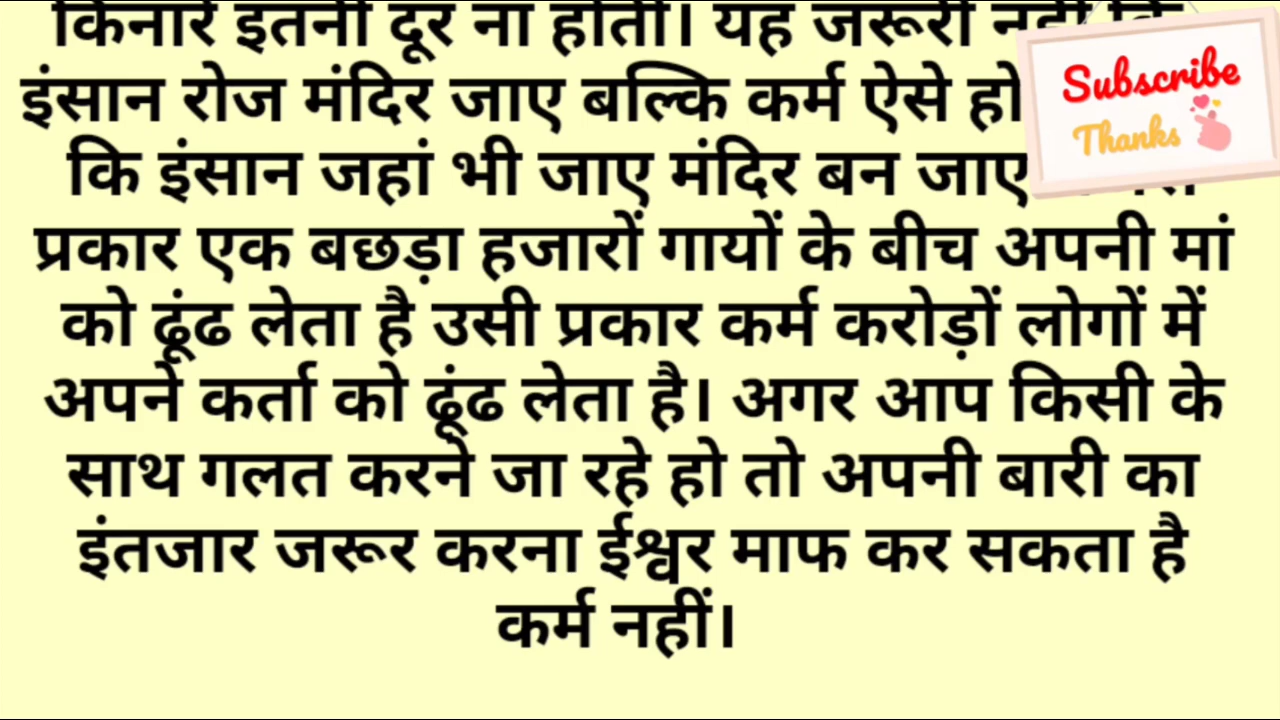 किनारे इतनी दूर ना होती। यह जरूरी नहीं कि
इंसान रोज मंदिर जाए बल्कि कर्म ऐसे हो
कि इंसान जहां भी जाए मंदिर बन जाए
प्रकार एक बछड़ा हजारों गायों के बीच अपनी मां
को ढूंढ लेता है उसी प्रकार कर्म करोड़ों लोगों में
अपने कर्ता को ढूंढ लेता है। अगर आप किसी के
साथ गलत करने जा रहे हो तो अपनी बारी का
इंतजार जरूर करना ईश्वर माफ कर सकता है
कर्म नहीं।
Subscribe
Thanks